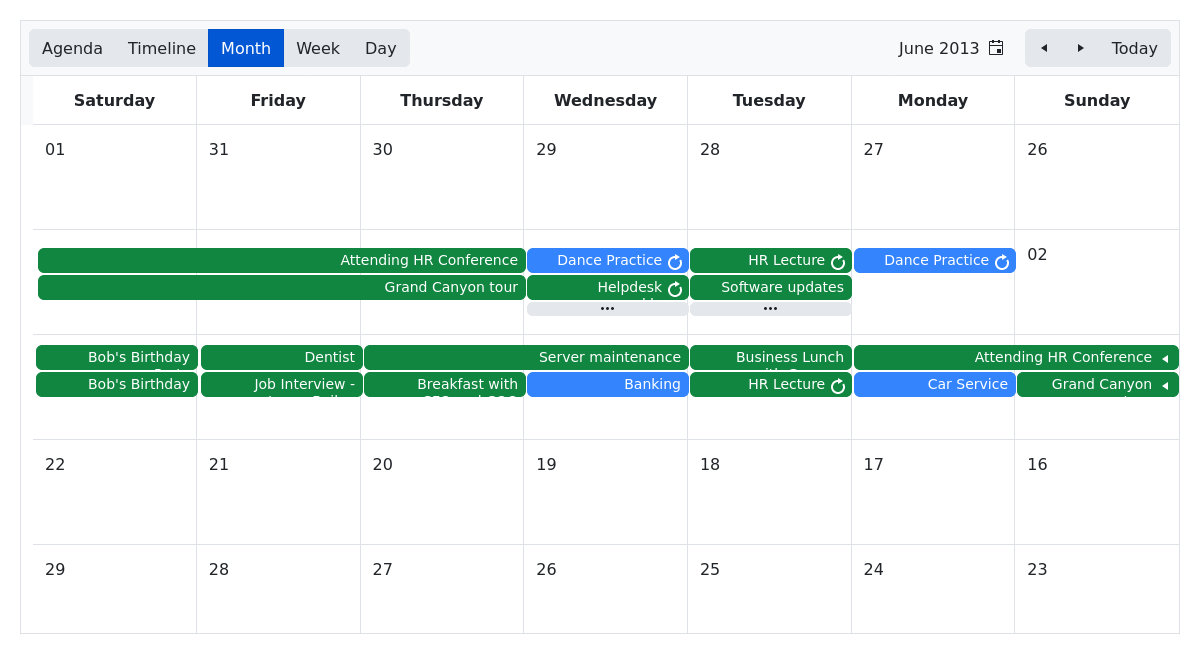 Agenda Timeline Month Week Day June 2013 Today
Saturday Friday Thursday Wednesday Tuesday Monday Sunday
01 31 30 29 28 27 26
02
Attending HR Conference Dance Practice HR Lecture Dance Practice
Grand Canyon tour Helpdesk Software updates
••• •••
Bob's Birthday Dentist Server maintenance Business Lunch Attending HR Conference
Bob's Birthday Job Interview - Breakfast with Banking HR Lecture Car Service Grand Canyon
22 21 20 19 18 17 16
29 28 27 26 25 24 23